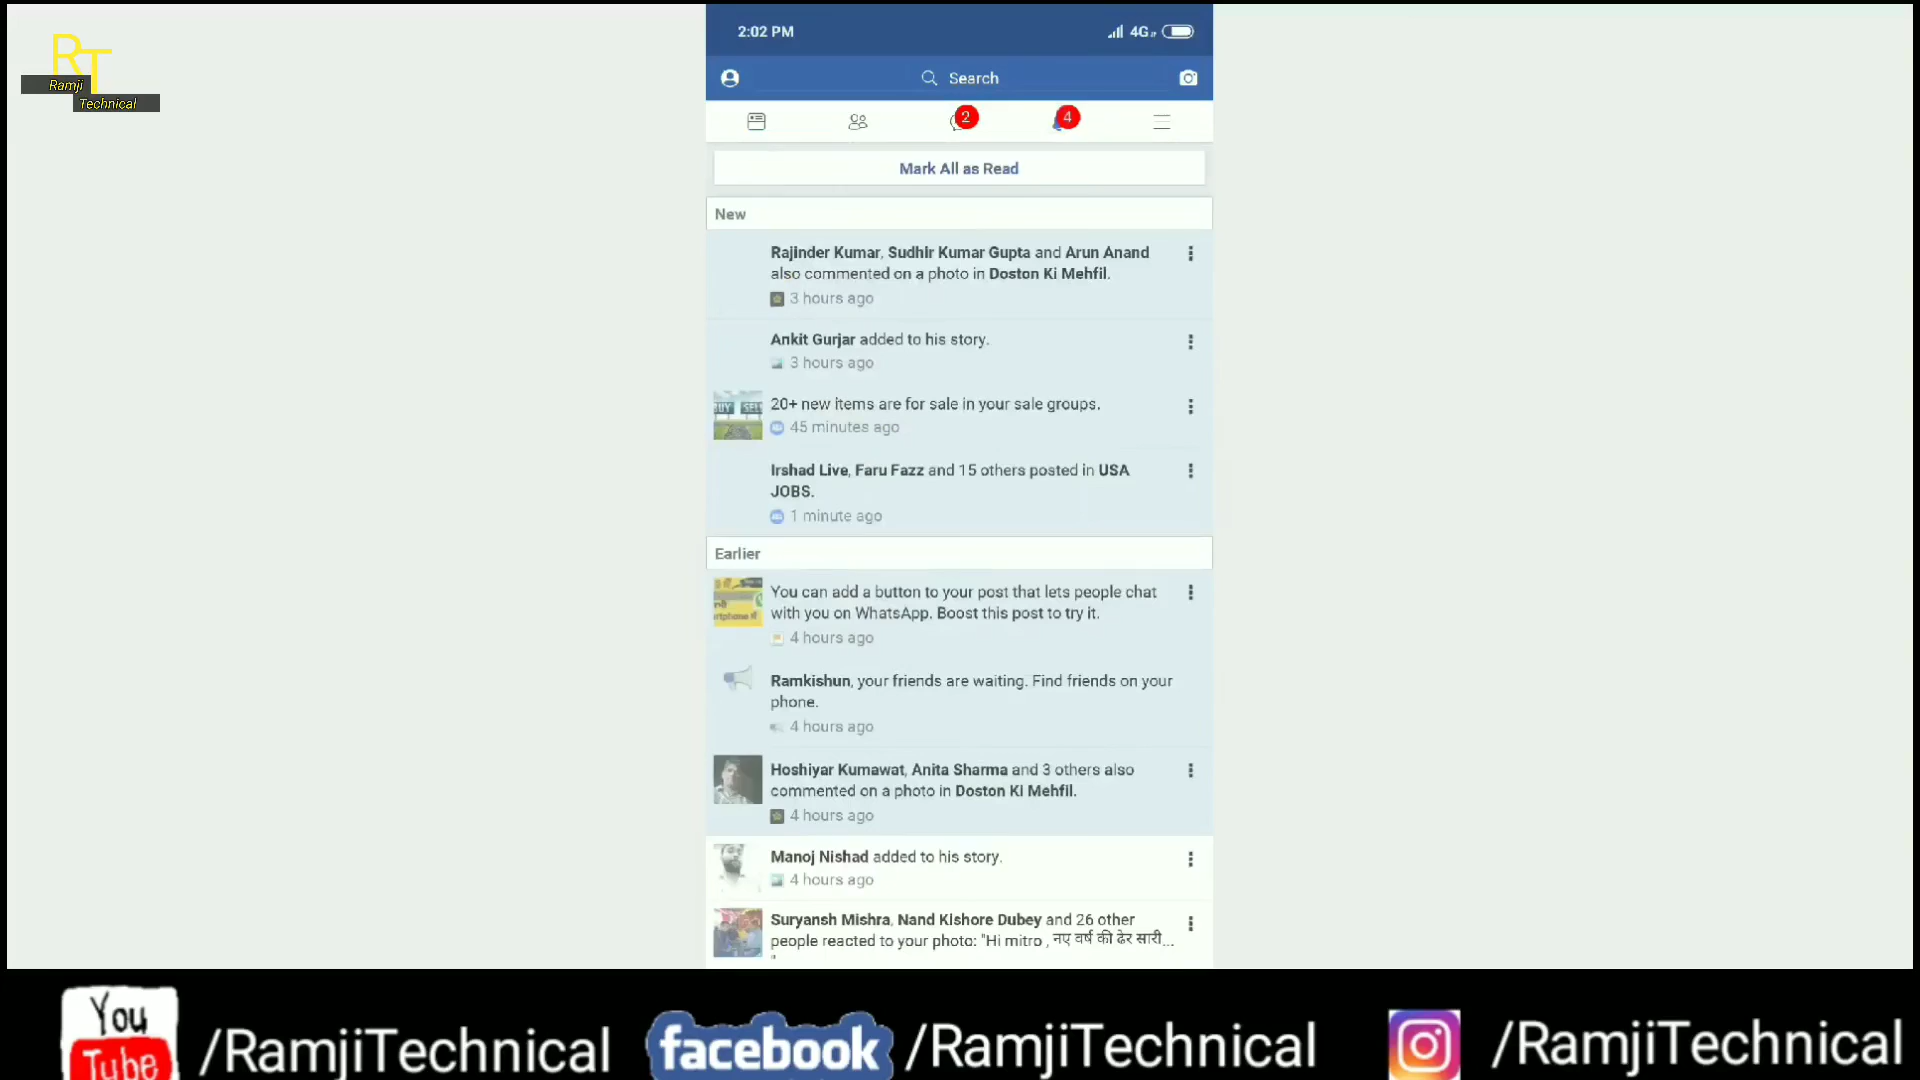 RT
Ramji
Technical
2:02 PM
4G
Search
2
4
Mark All as Read
New
Rajinder Kumar, Sudhir Kumar Gupta and Arun Anand
also commented on a photo in Doston Ki Mehfil.
3 hours ago
Ankit Gurjar added to his story.
3 hours ago
BUY SELL
20+ new items are for sale in your sale groups.
45 minutes ago
Irshad Live, Faru Fazz and 15 others posted in USA
JOBS.
1 minute ago
Earlier
You can add a button to your post that lets people chat
with you on WhatsApp. Boost this post to try it.
4 hours ago
Ramkishun, your friends are waiting. Find friends on your
phone.
4 hours ago
Hoshiyar Kumawat, Anita Sharma and 3 others also
commented on a photo in Doston Ki Mehfil.
4 hours ago
Manoj Nishad added to his story.
4 hours ago
Suryansh Mishra, Nand Kishore Dubey and 26 other
people reacted to your photo: "Hi mitro , नए वर्ष की ढेर सारी...
"
You Tube /RamjiTechnical facebook /RamjiTechnical /RamjiTechnical